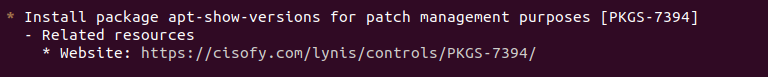 * Install package apt-show-versions for patch management purposes [PKGS-7394]
- Related resources
* Website: https://cisofy.com/lynis/controls/PKGS-7394/